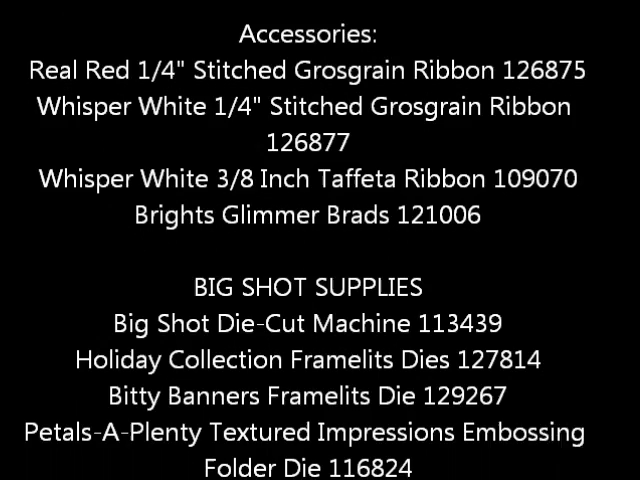 Accessories:
Real Red 1/4" Stitched Grosgrain Ribbon 126875
Whisper White 1/4" Stitched Grosgrain Ribbon
126877
Whisper White 3/8 Inch Taffeta Ribbon 109070
Brights Glimmer Brads 121006
BIG SHOT SUPPLIES
Big Shot Die-Cut Machine 113439
Holiday Collection Framelits Dies 127814
Bitty Banners Framelits Die 129267
Petals-A-Plenty Textured Impressions Embossing
Folder Die 116824